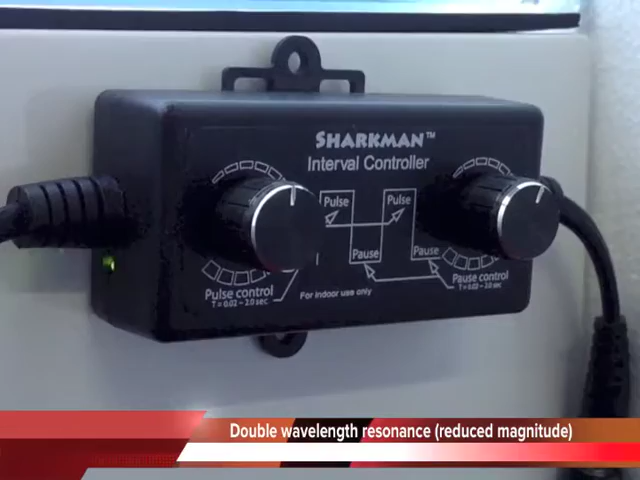 SHARKMAN™
Interval Controller
Pulse
Pulse
Pause
Pause
Pulse control
T = 0.02 – 2.0 sec
For indoor use only
Pause control
T = 0.02 – 2.0 sec
Double wavelength resonance (reduced magnitude)